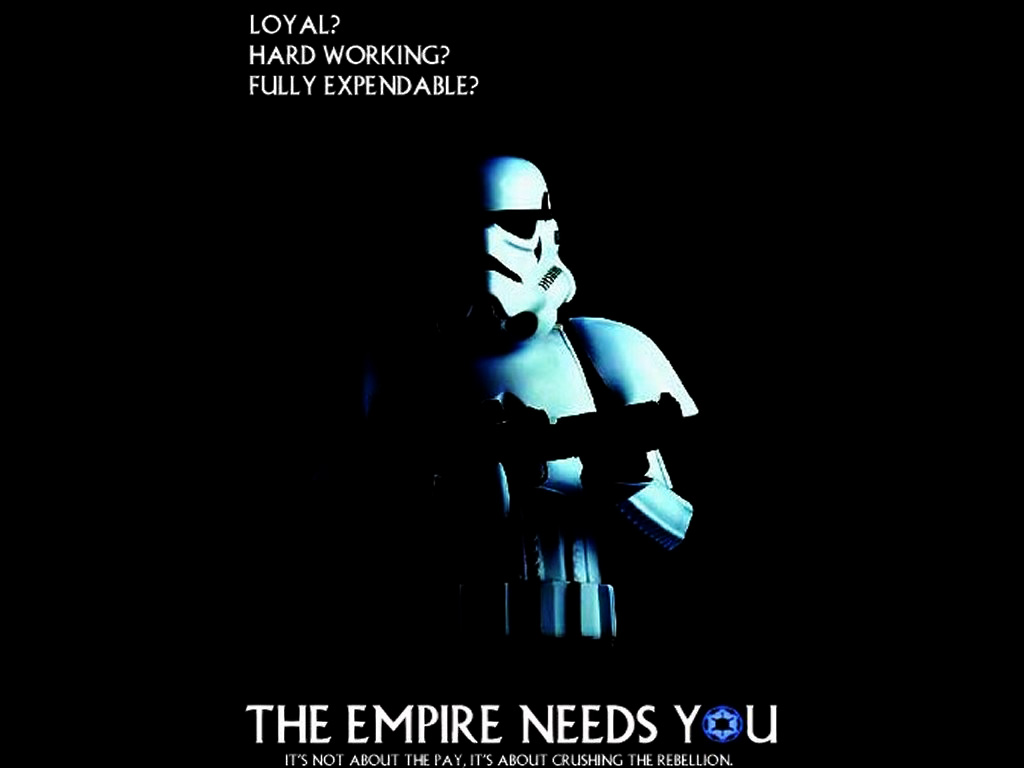 LOYAL?
HARD WORKING?
FULLY EXPENDABLE?
THE EMPIRE NEEDS YOU
IT'S NOT ABOUT THE PAY, IT'S ABOUT CRUSHING THE REBELLION.